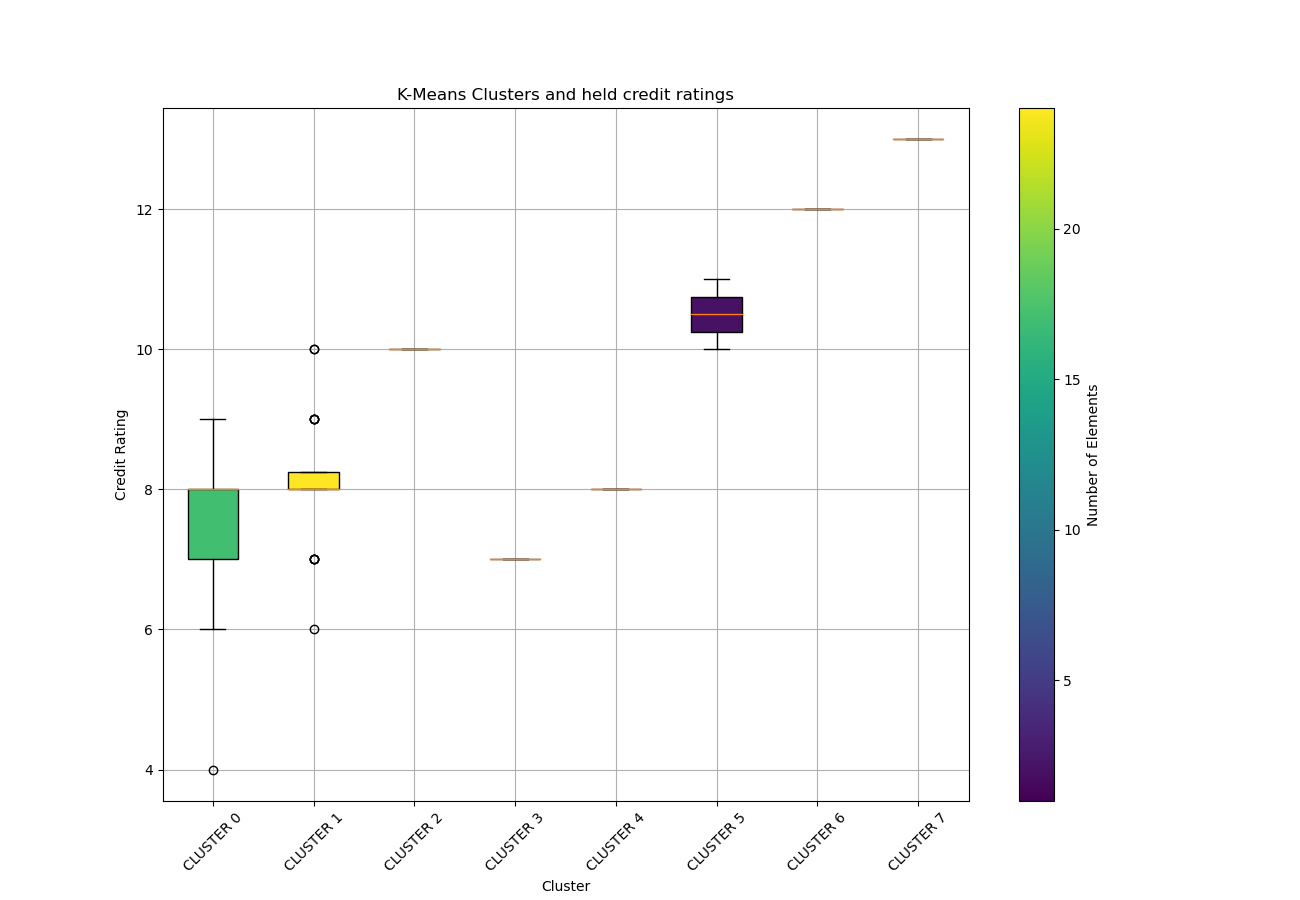 K-Means Clusters and held credit ratings
12
10
8
6
4
Credit Rating
CLUSTER 0
CLUSTER 1
CLUSTER 2
CLUSTER 3
CLUSTER 4
CLUSTER 5
CLUSTER 6
CLUSTER 7
Cluster
20
15
10
5
Number of Elements